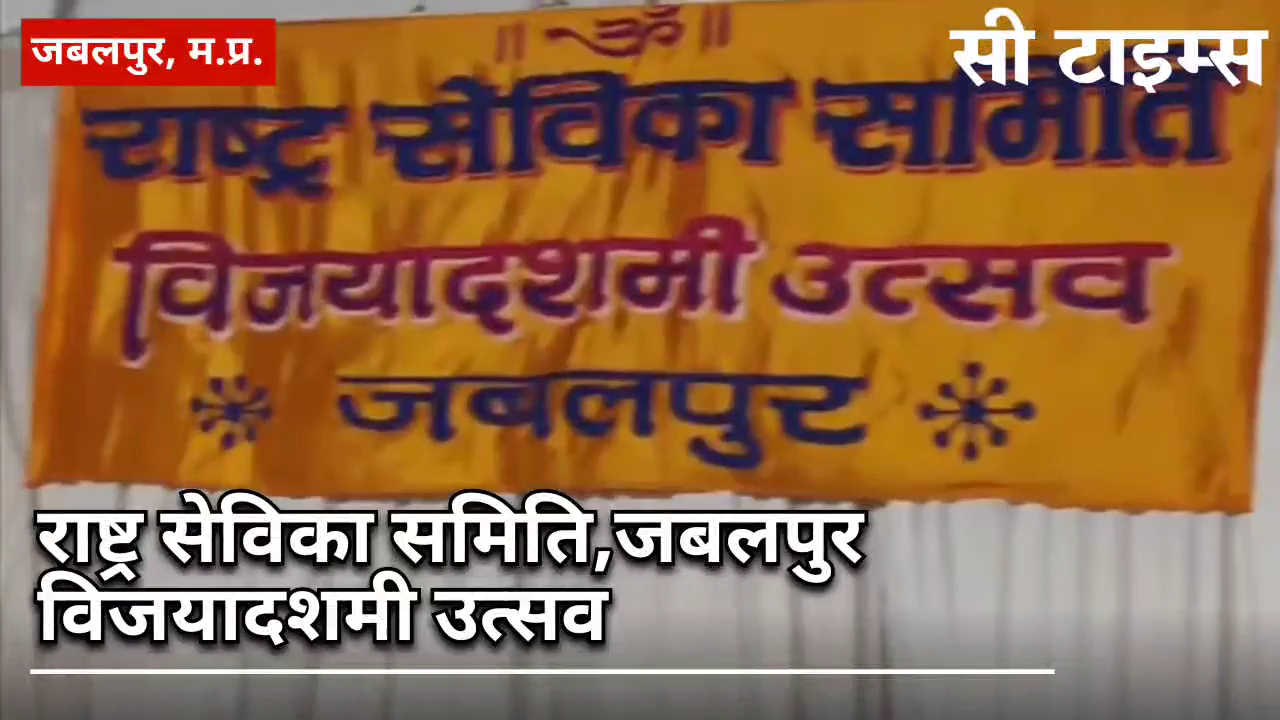 जबलपुर, म.प्र.
सी टाइम्स
॥ ॐ ॥
राष्ट्र सेविका समिति
विजयादशमी उत्सव
जबलपुर
राष्ट्र सेविका समिति,जबलपुर
विजयादशमी उत्सव